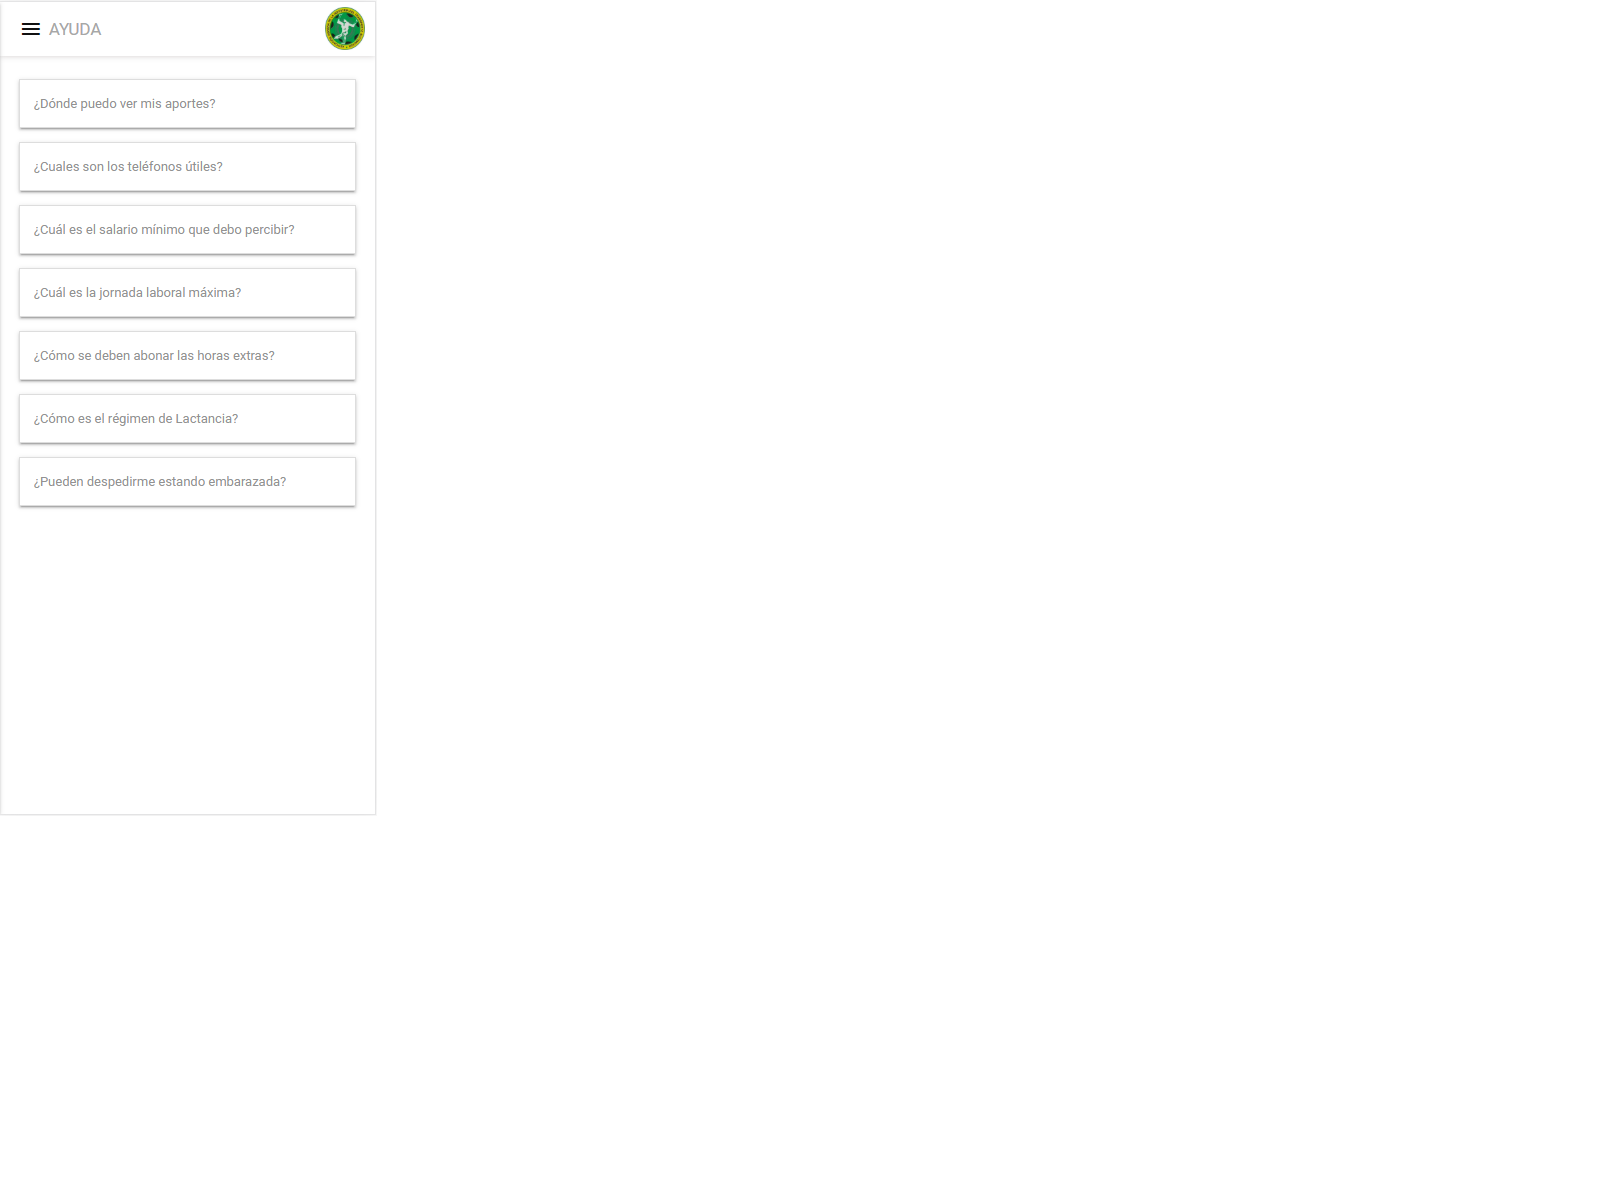 AYUDA
¿Dónde puedo ver mis aportes?
¿Cuales son los teléfonos útiles?
¿Cuál es el salario mínimo que debo percibir?
¿Cuál es la jornada laboral máxima?
¿Cómo se deben abonar las horas extras?
¿Cómo es el régimen de Lactancia?
¿Pueden despedirme estando embarazada?